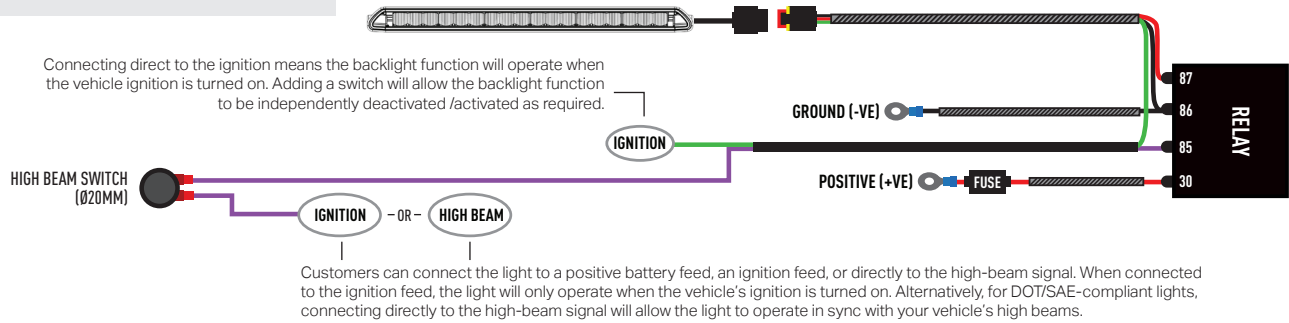 Connecting direct to the ignition means the backlight function will operate when
the vehicle ignition is turned on. Adding a switch will allow the backlight function
to be independently deactivated /activated as required.
87
GROUND (-VE)
86
RELAY
IGNITION
85
HIGH BEAM SWITCH
(Ø20MM)
POSITIVE (+VE)
FUSE
30
IGNITION
– OR –
HIGH BEAM
Customers can connect the light to a positive battery feed, an ignition feed, or directly to the high-beam signal. When connected
to the ignition feed, the light will only operate when the vehicle's ignition is turned on. Alternatively, for DOT/SAE-compliant lights,
connecting directly to the high-beam signal will allow the light to operate in sync with your vehicle's high beams.